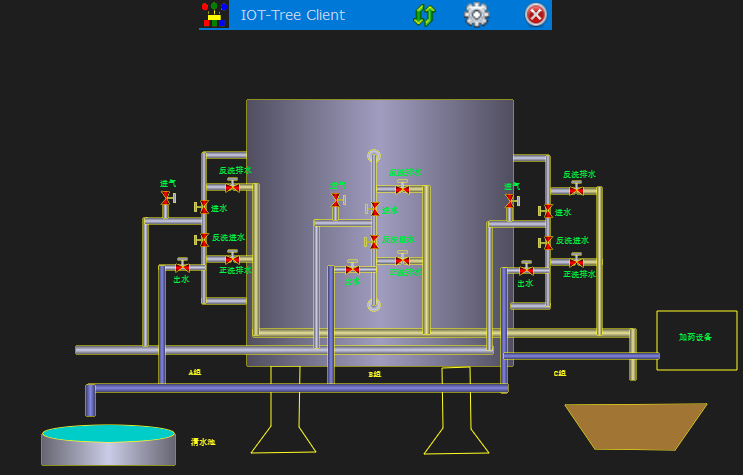 IOT-Tree Client
反洗排水
进气
进水
反洗进水
正洗排水
出水
反洗排水
进气
进水
反洗进水
正洗排水
出水
反洗排水
进气
进水
反洗进水
正洗排水
出水
加药设备
A组
B组
C组
清水池